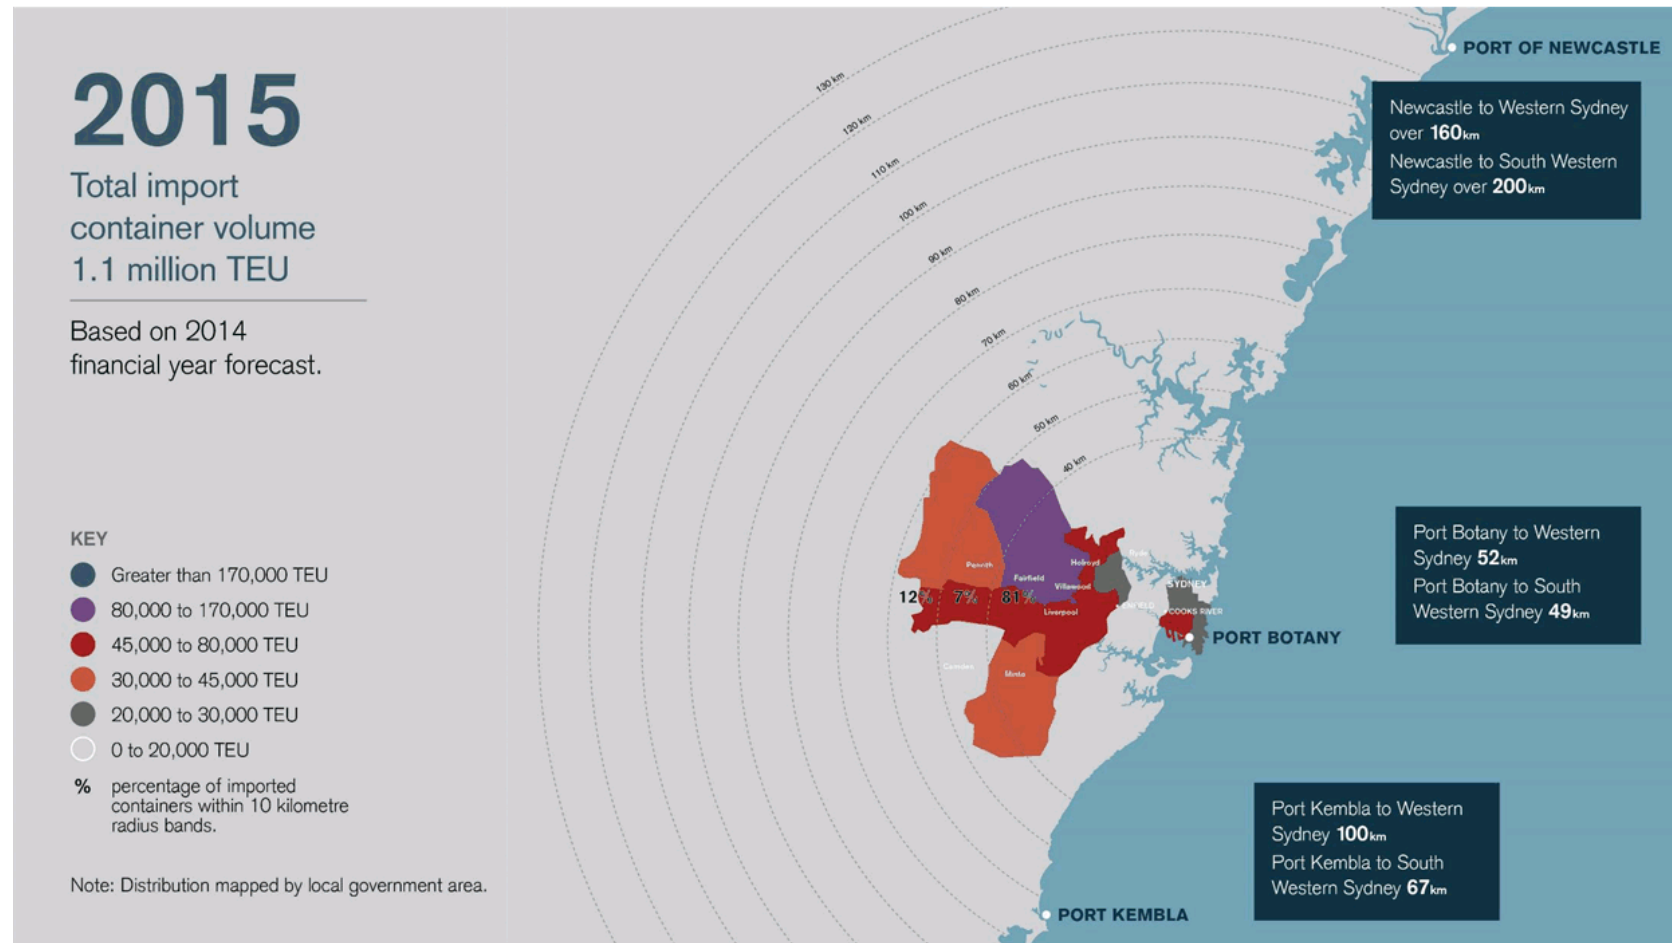 2015
Total import
container volume
1.1 million TEU
Based on 2014
financial year forecast.
KEY
Greater than 170,000 TEU
80,000 to 170,000 TEU
45,000 to 80,000 TEU
30,000 to 45,000 TEU
20,000 to 30,000 TEU
0 to 20,000 TEU
% percentage of imported
containers within 10 kilometre
radius bands.
Note: Distribution mapped by local government area.
130 km
120 km
110 km
100 km
90 km
80 km
70 km
60 km
50 km
40 km
PORT OF NEWCASTLE
Newcastle to Western Sydney
over 160km
Newcastle to South Western
Sydney over 200km
Ryde
Holroyd
Penrith
Fairfield
Villawood
SYDNEY
12% 7% 81%
Liverpool
ENFIELD
COOKS RIVER
PORT BOTANY
Camden
Minto
Port Botany to Western
Sydney 52km
Port Botany to South
Western Sydney 49km
Port Kembla to Western
Sydney 100km
Port Kembla to South
Western Sydney 67km
PORT KEMBLA